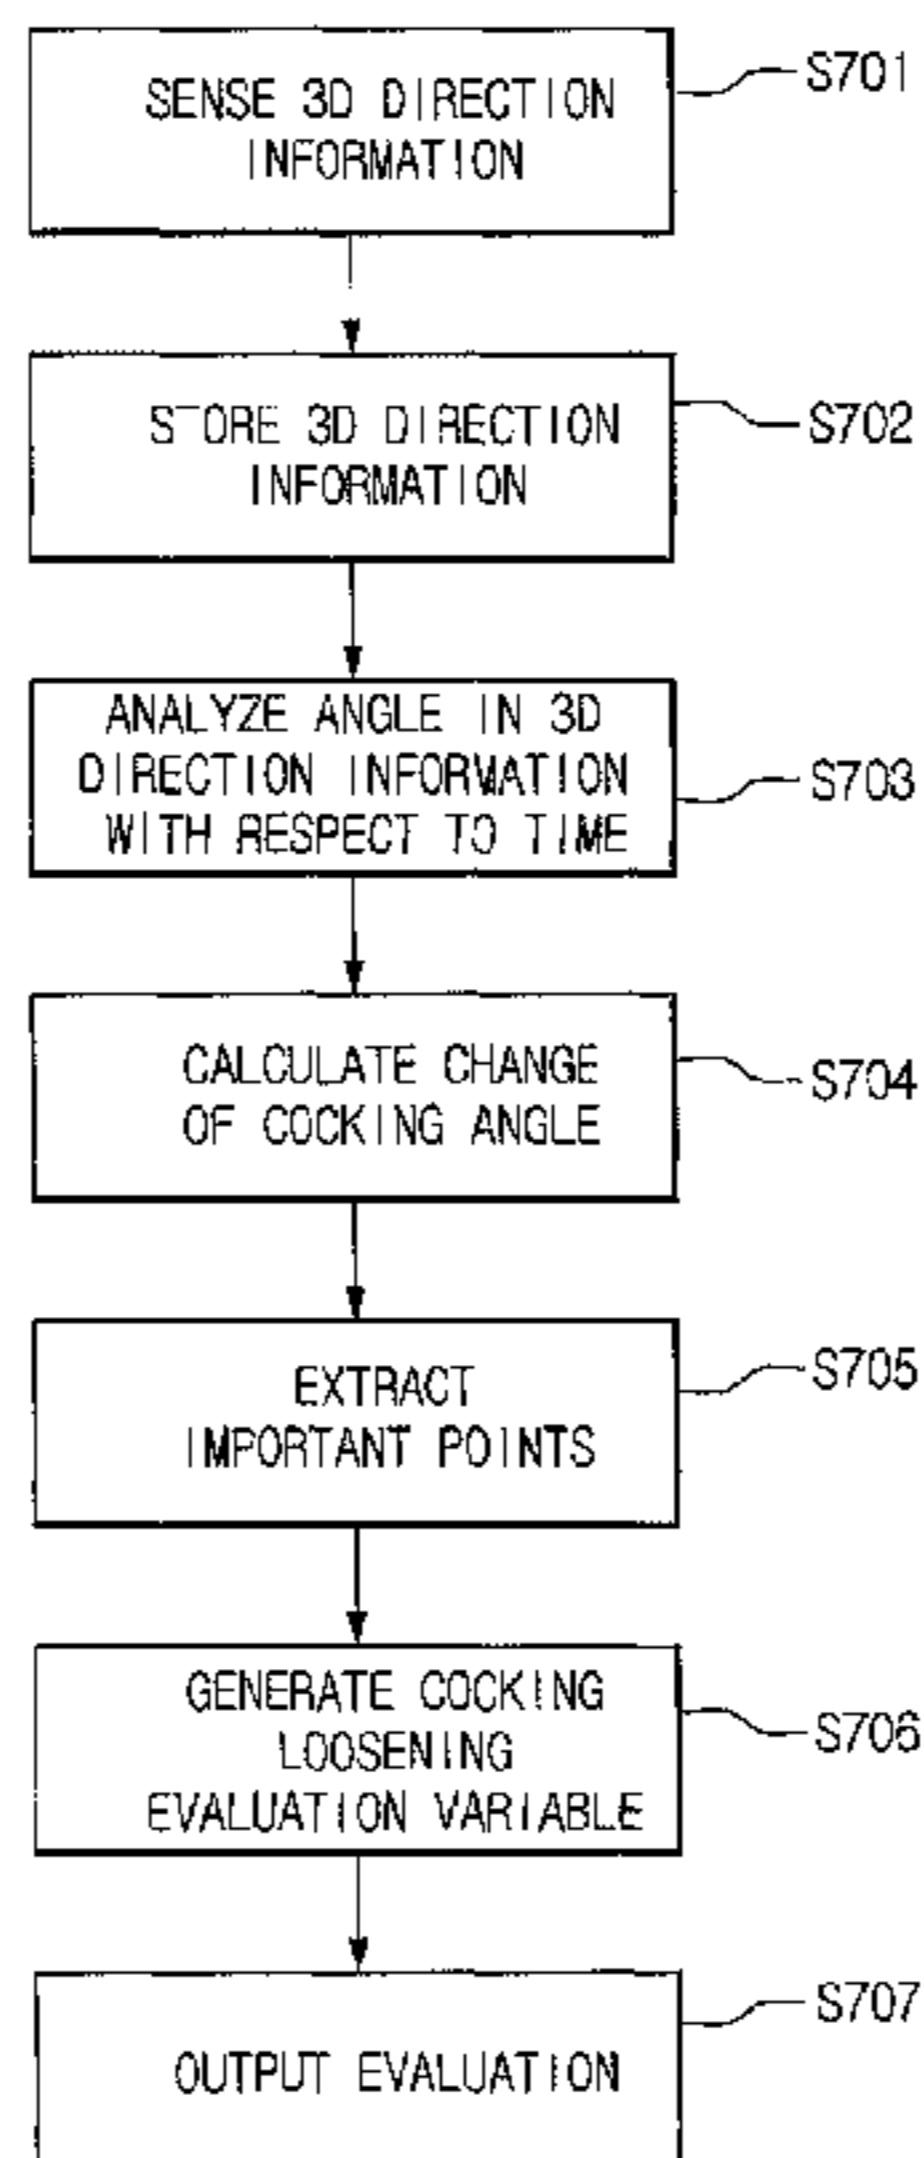 SENSE 3D DIRECTION
INFORMATION
S701
STORE 3D DIRECTION
INFORMATION
S702
ANALYZE ANGLE IN 3D
DIRECTION INFORMATION
WITH RESPECT TO TIME
S703
CALCULATE CHANGE
OF COCKING ANGLE
S704
EXTRACT
IMPORTANT POINTS
S705
GENERATE COCKING
LOOSENING
EVALUATION VARIABLE
S706
OUTPUT EVALUATION
S707